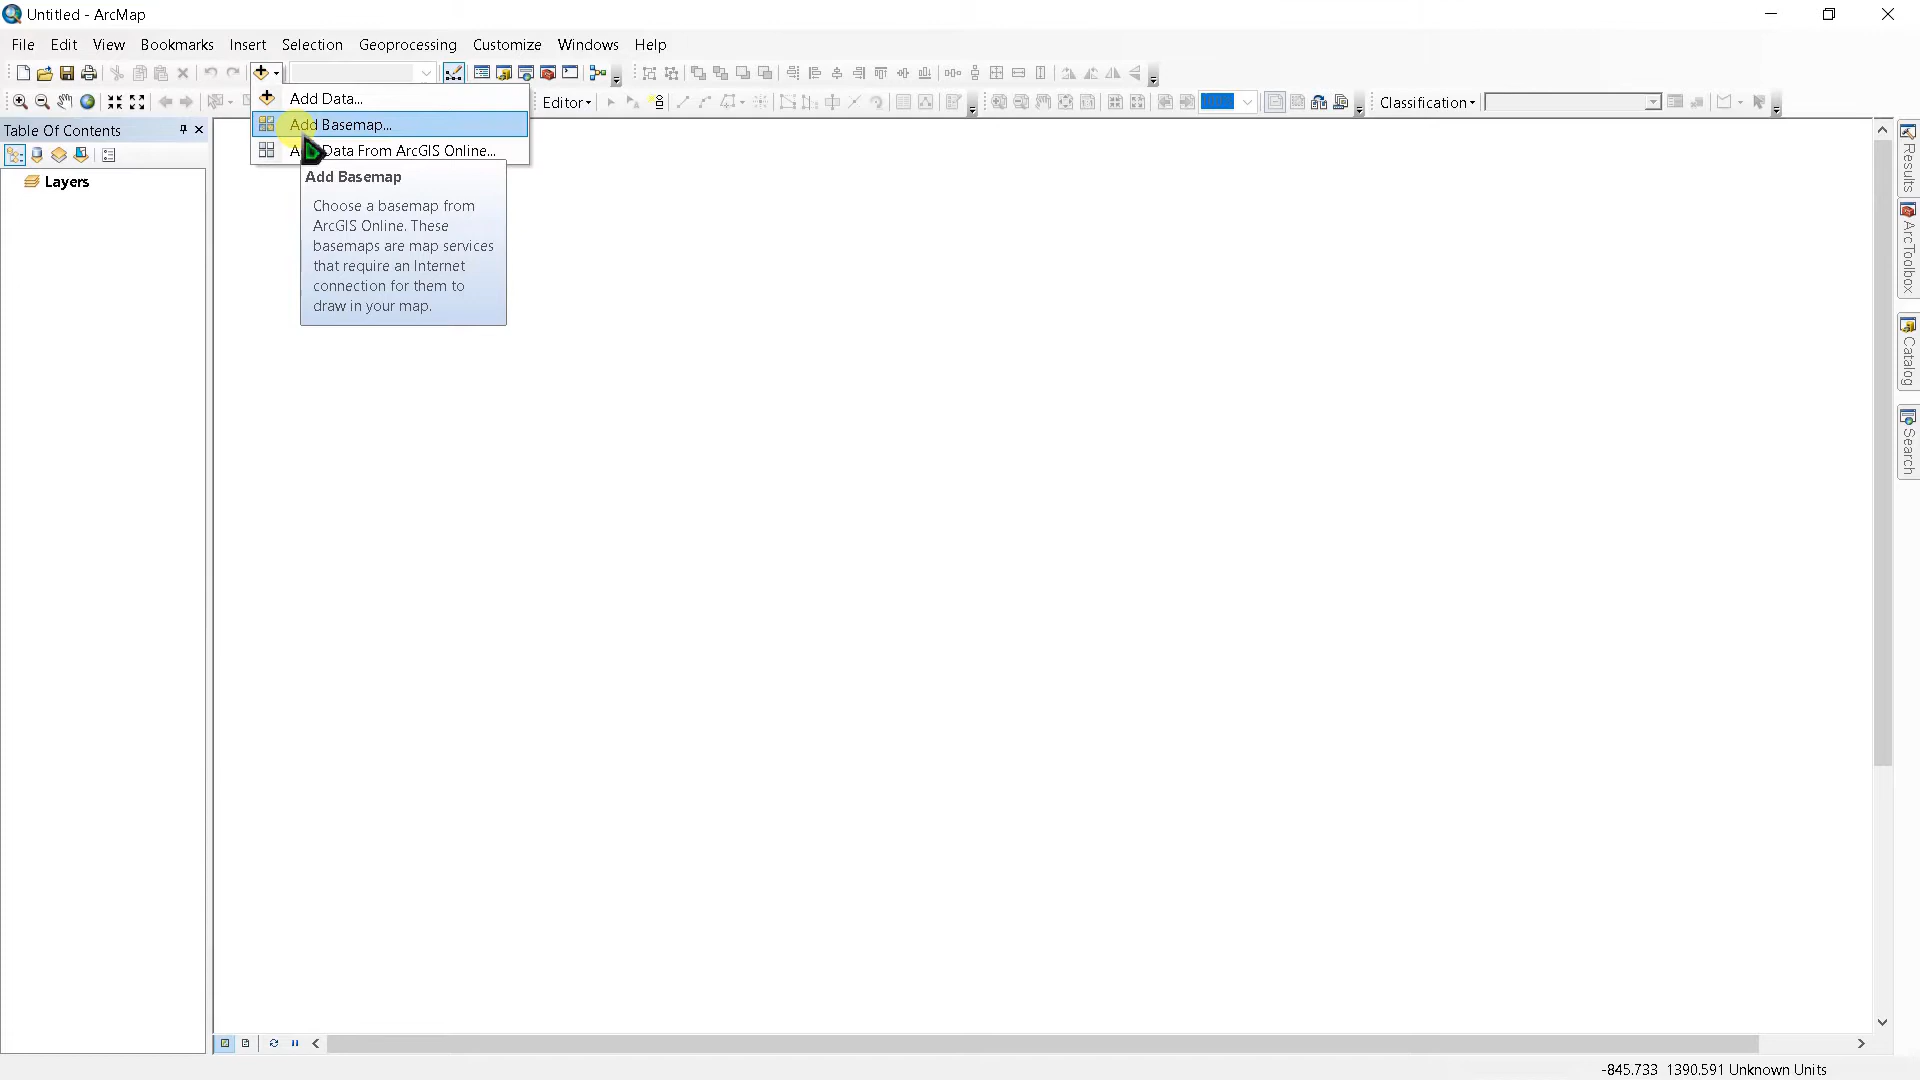 Untitled - ArcMap
File Edit View Bookmarks Insert Selection Geoprocessing Customize Windows Help
Add Data...
Editor
Classification
Table Of Contents
Add Basemap...
Data From ArcGIS Online...
Add Basemap
Layers
Choose a basemap from
ArcGIS Online. These
basemaps are map services
that require an Internet
connection for them to
draw in your map.
Results
ArcToolbox
Catalog
Search
-845.733 1390.591 Unknown Units